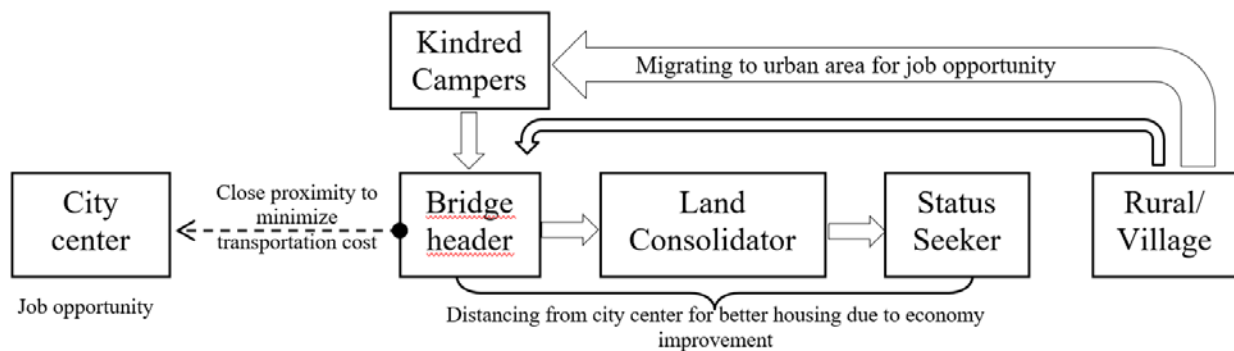 Kindred
Campers
Migrating to urban area for job opportunity
City
center
Close proximity to
minimize
transportation cost
Bridge
header
Land
Consolidator
Status
Seeker
Rural/
Village
Job opportunity
Distancing from city center for better housing due to economy
improvement